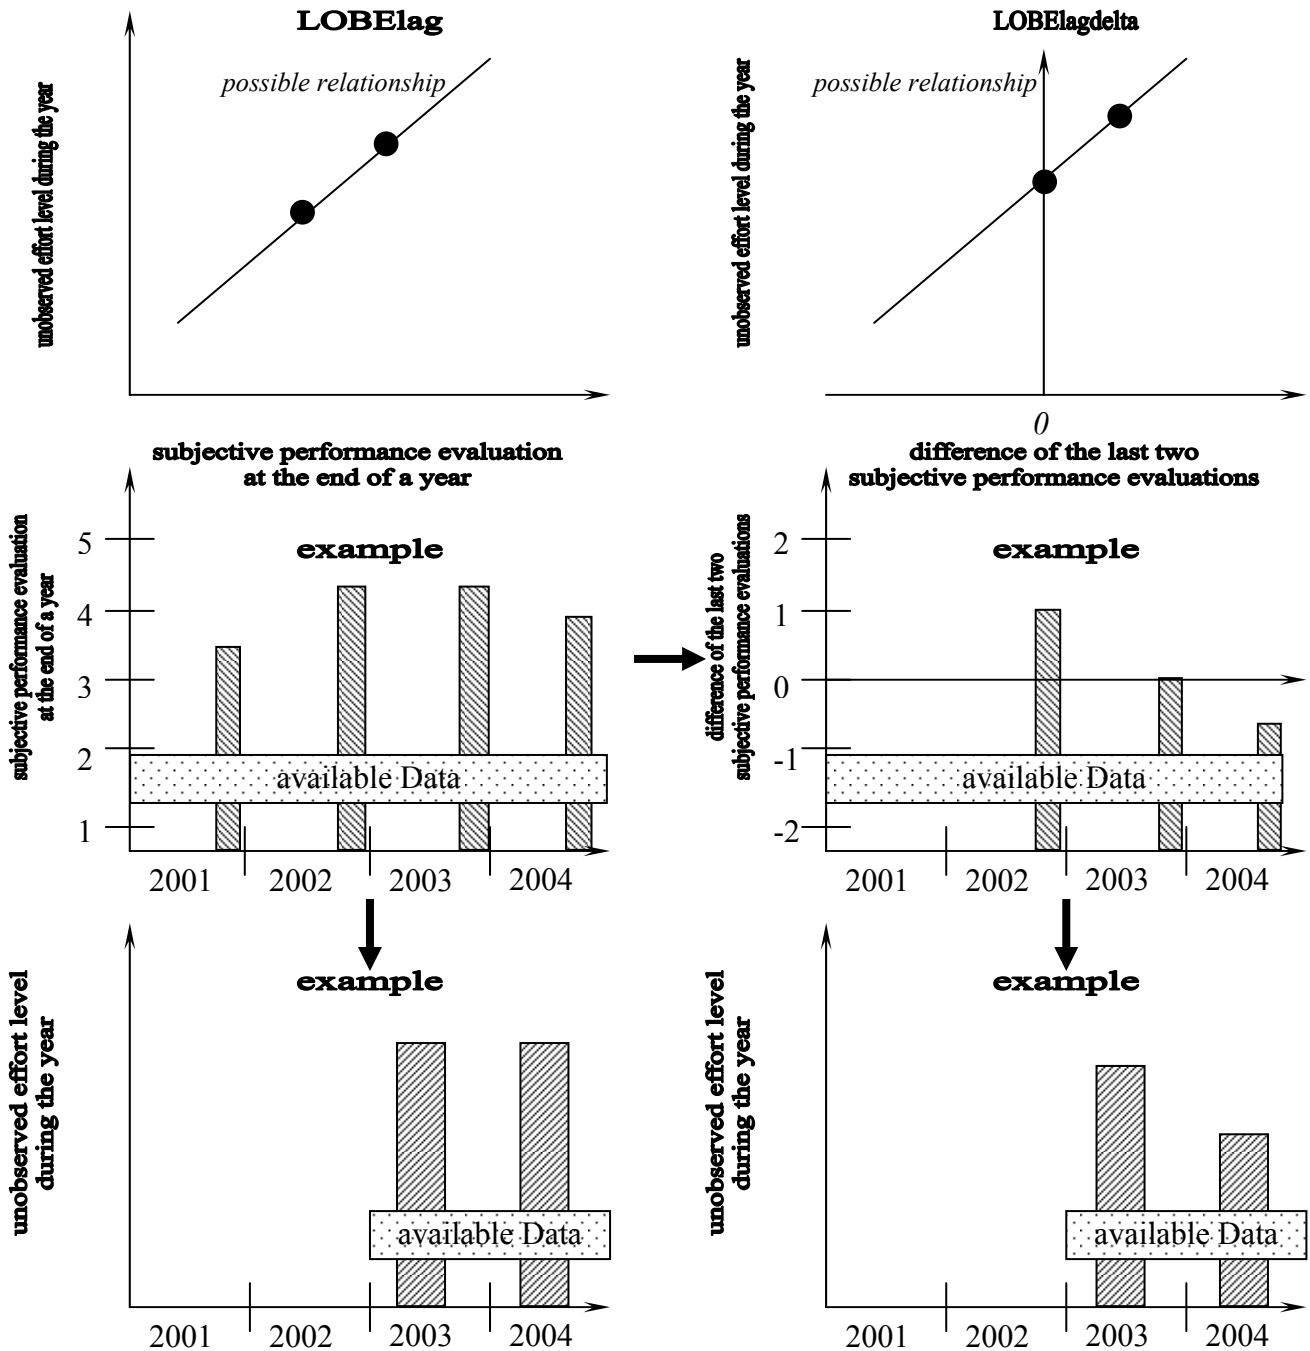 LOBElag
possible relationship
unobserved effort level during the year
subjective performance evaluation
at the end of a year
LOBElagdelta
possible relationship
unobserved effort level during the year
0
difference of the last two
subjective performance evaluations
subjective performance evaluation
at the end of a year
example
5
4
3
2
1
available Data
2001 2002 2003 2004
difference of the last two
subjective performance evaluations
example
2
1
0
-1
-2
available Data
2001 2002 2003 2004
unobserved effort level
during the year
example
available Data
2001 2002 2003 2004
unobserved effort level
during the year
example
available Data
2001 2002 2003 2004